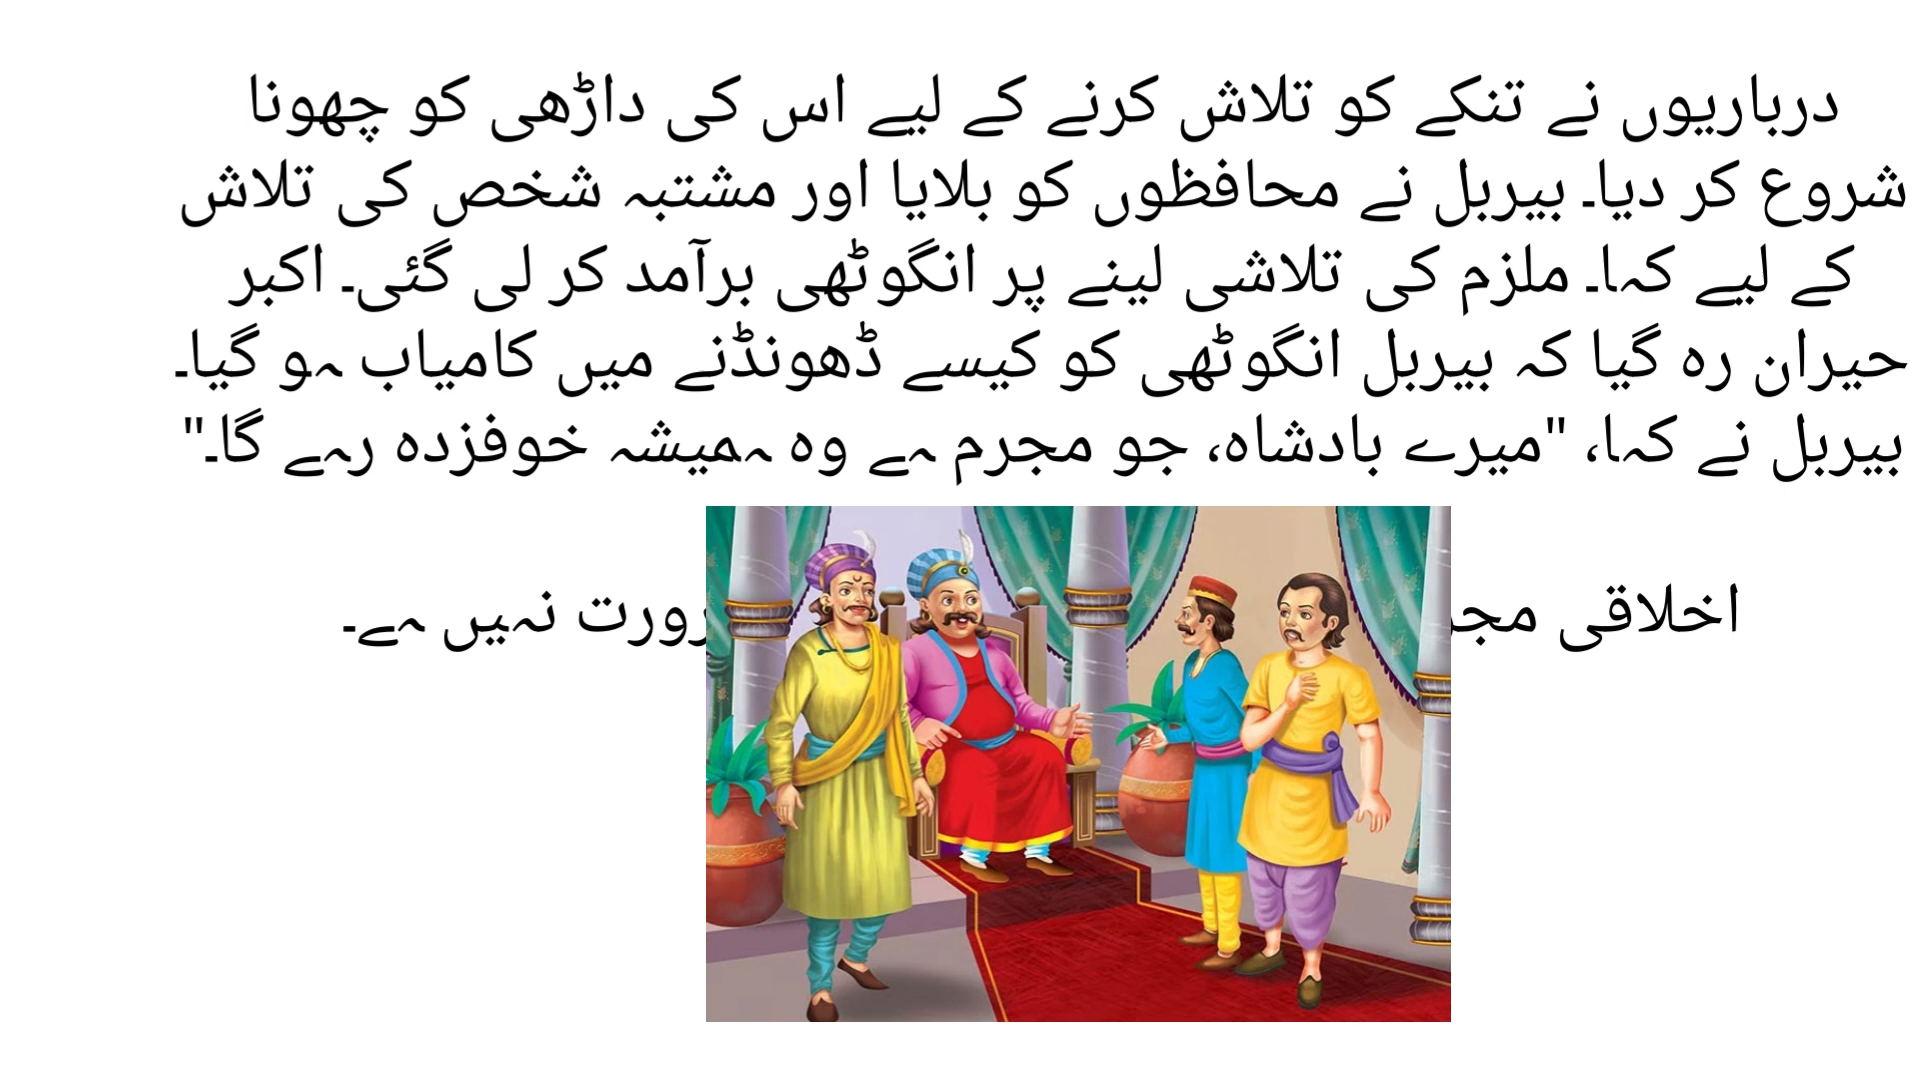 درباریوں نے تنکے کو تلاش کرنے کے لیے اس کی داڑھی کو چھونا
شروع کر دیا۔ بیربل نے محافظوں کو بلایا اور مشتبہ شخص کی تلاش
کے لیے کہا۔ ملزم کی تلاشی لینے پر انگوٹھی برآمد کر لی گئی۔ اکبر
حیران رہ گیا کہ بیربل انگوٹھی کو کیسے ڈھونڈنے میں کامیاب ہو گیا۔
بیربل نے کہا، "میرے بادشاہ، جو مجرم ہے وہ ہمیشہ خوفزدہ رہے گا۔"
اخلاقی نہیں ہے۔